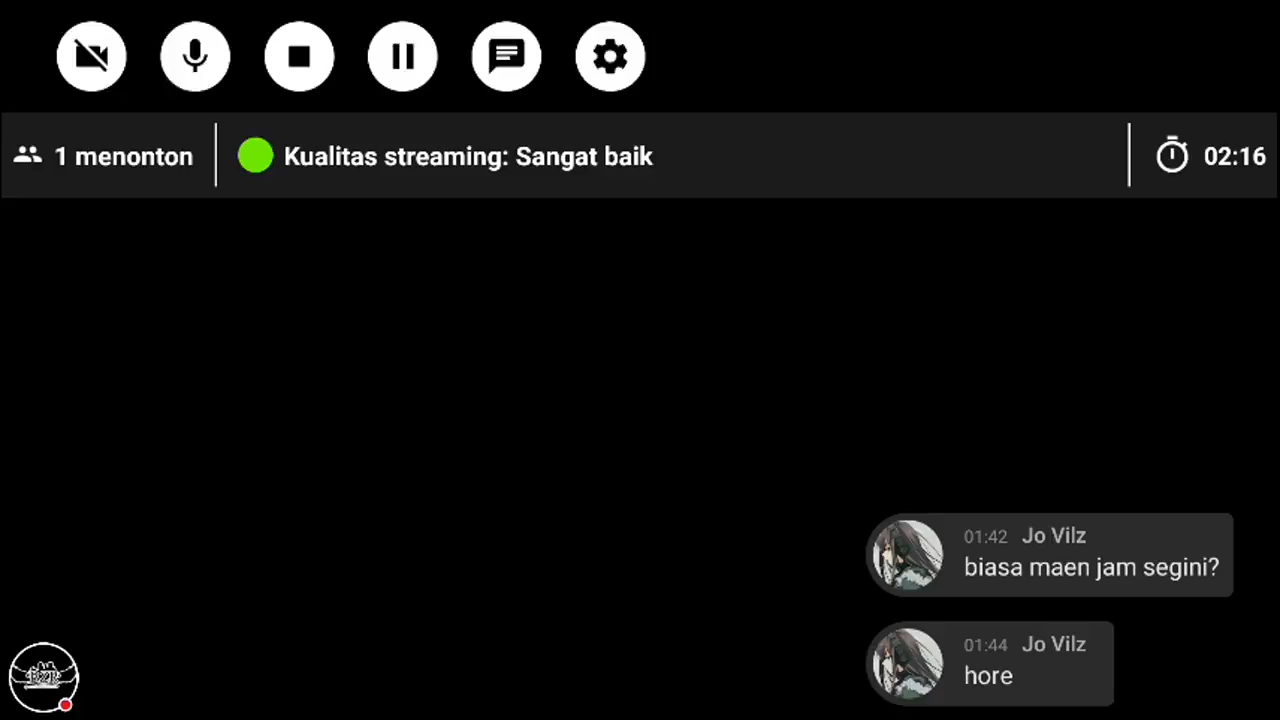 1 menonton
Kualitas streaming: Sangat baik
02:16
01:42 Jo Vilz
biasa maen jam segini?
01:44 Jo Vilz
hore